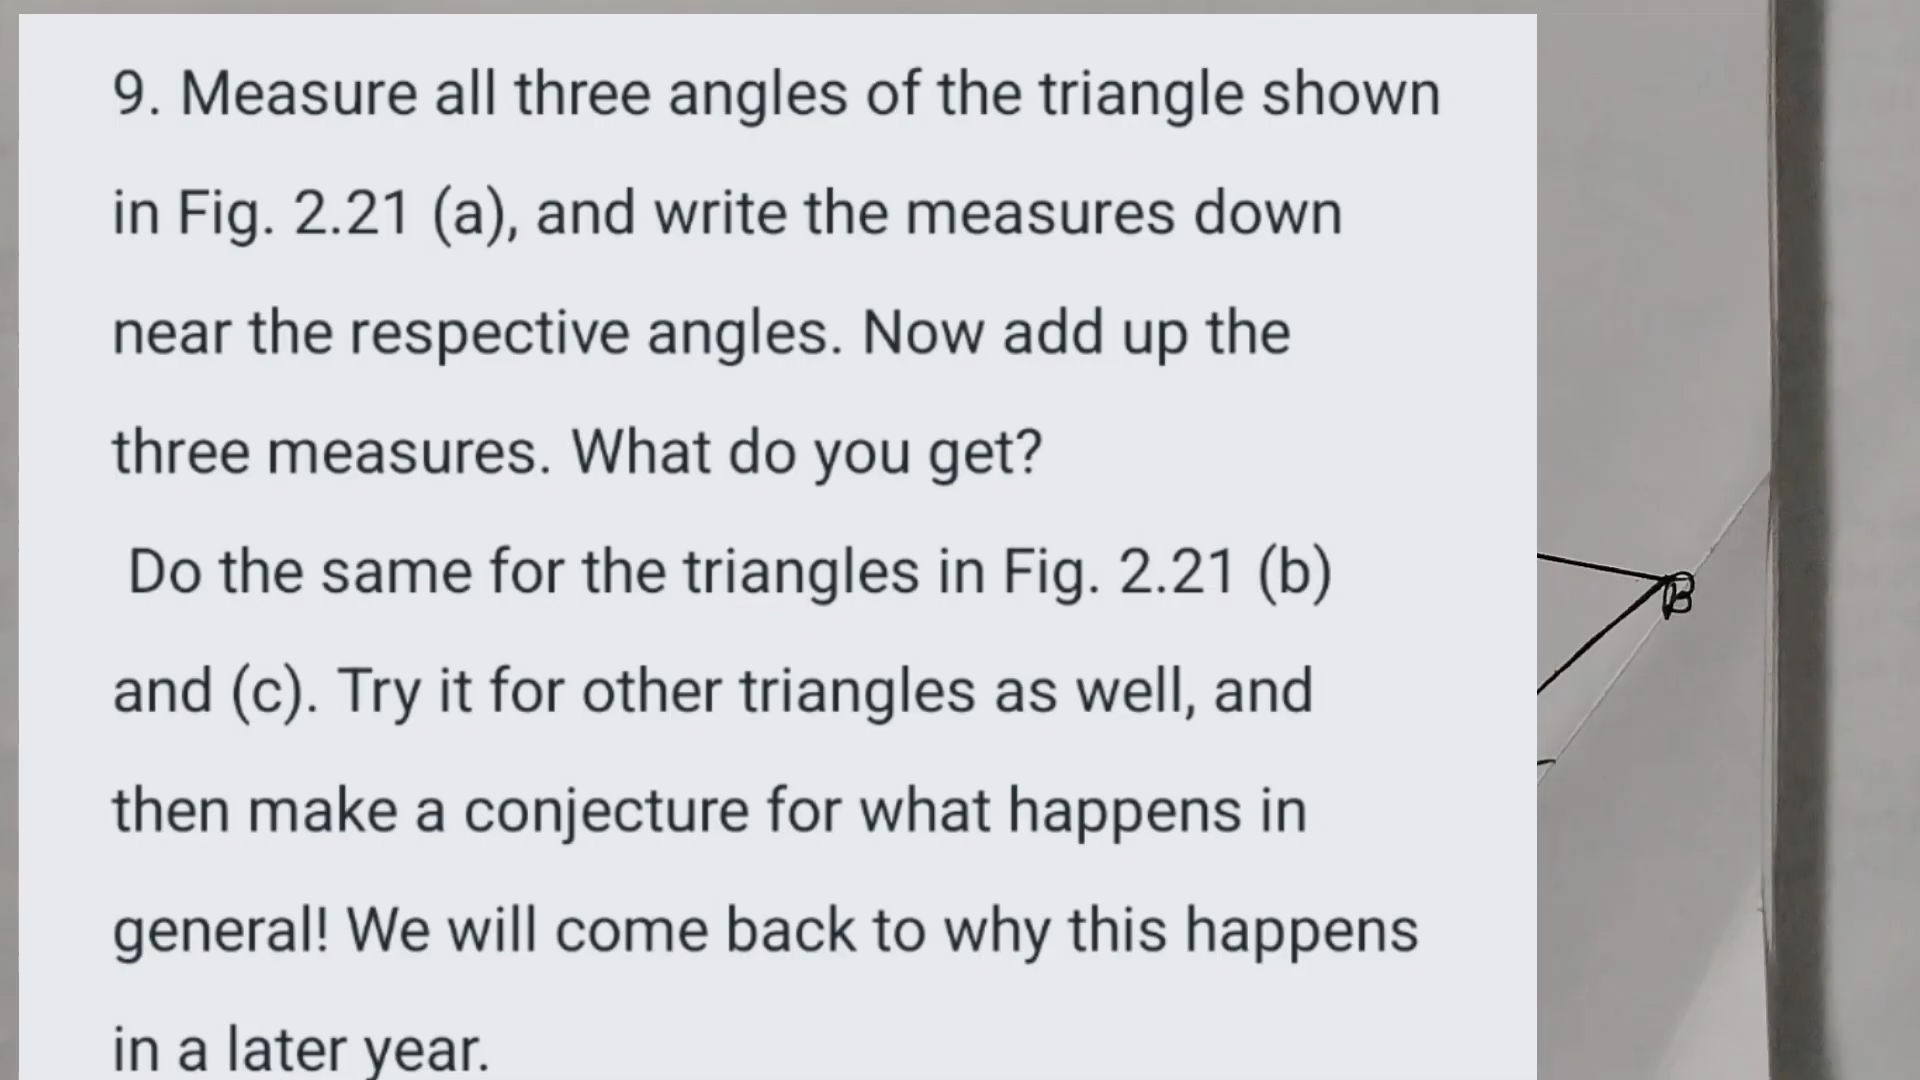 9. Measure all three angles of the triangle shown
in Fig. 2.21 (a), and write the measures down
near the respective angles. Now add up the
three measures. What do you get?
Do the same for the triangles in Fig. 2.21 (b)
and (c). Try it for other triangles as well, and
then make a conjecture for what happens in
general! We will come back to why this happens
in a later year.
B